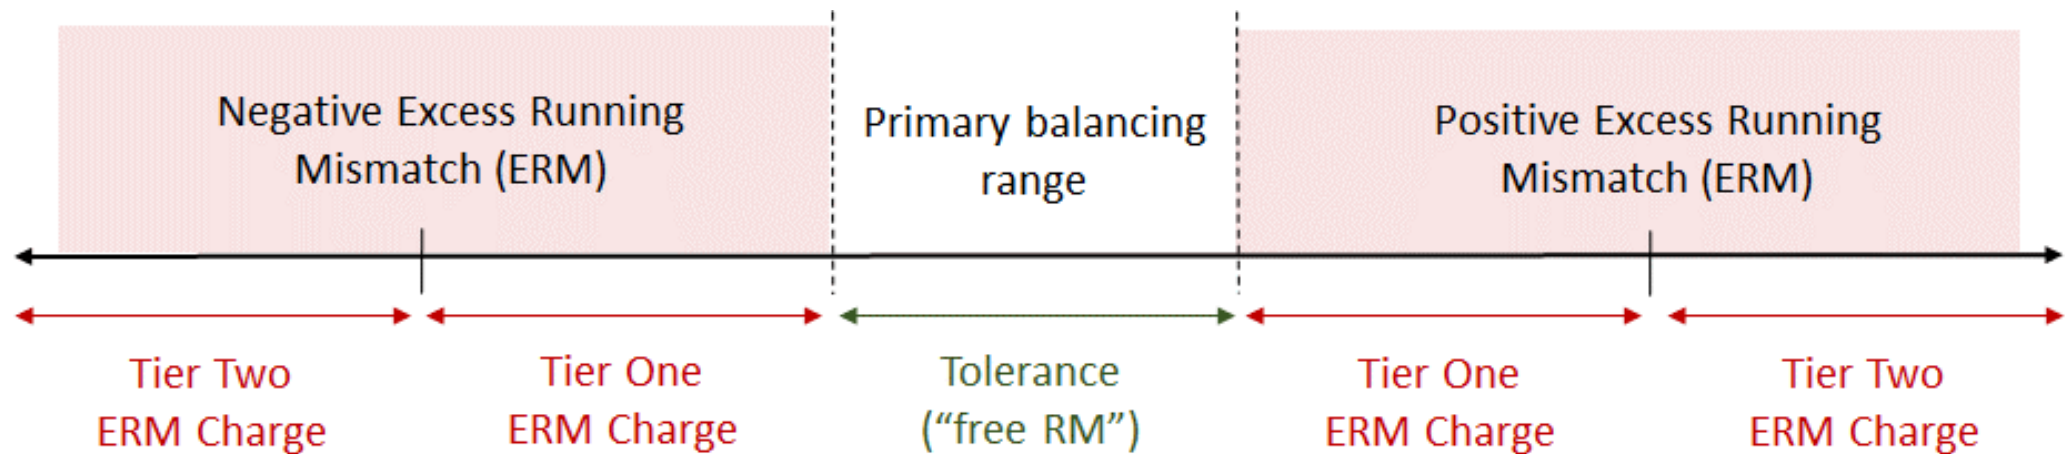 Negative Excess Running
Mismatch (ERM)
Primary balancing
range
Positive Excess Running
Mismatch (ERM)
Tier Two
ERM Charge
Tier One
ERM Charge
Tolerance
(“free RM”)
Tier One
ERM Charge
Tier Two
ERM Charge